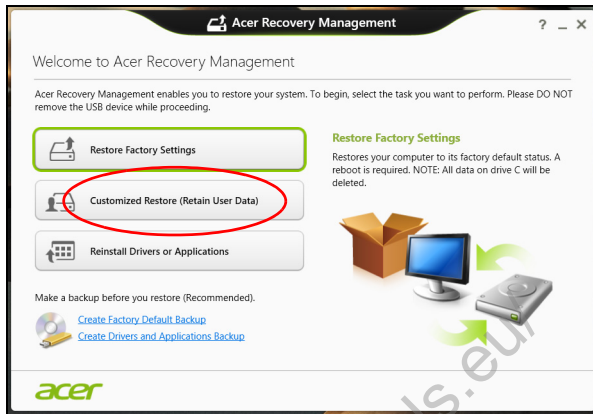 Acer Recovery Management
? _ X
Welcome to Acer Recovery Management
Acer Recovery Management enables you to restore your system. To begin, select the task you want to perform. Please DO NOT
remove the USB device while proceeding.
Restore Factory Settings
Customized Restore (Retain User Data)
Reinstall Drivers or Applications
Restore Factory Settings
Restores your computer to its factory default status. A
reboot is required. NOTE: All data on drive C will be
deleted.
Make a backup before you restore (Recommended).
Create Factory Default Backup
Create Drivers and Applications Backup
acer
ls.eu